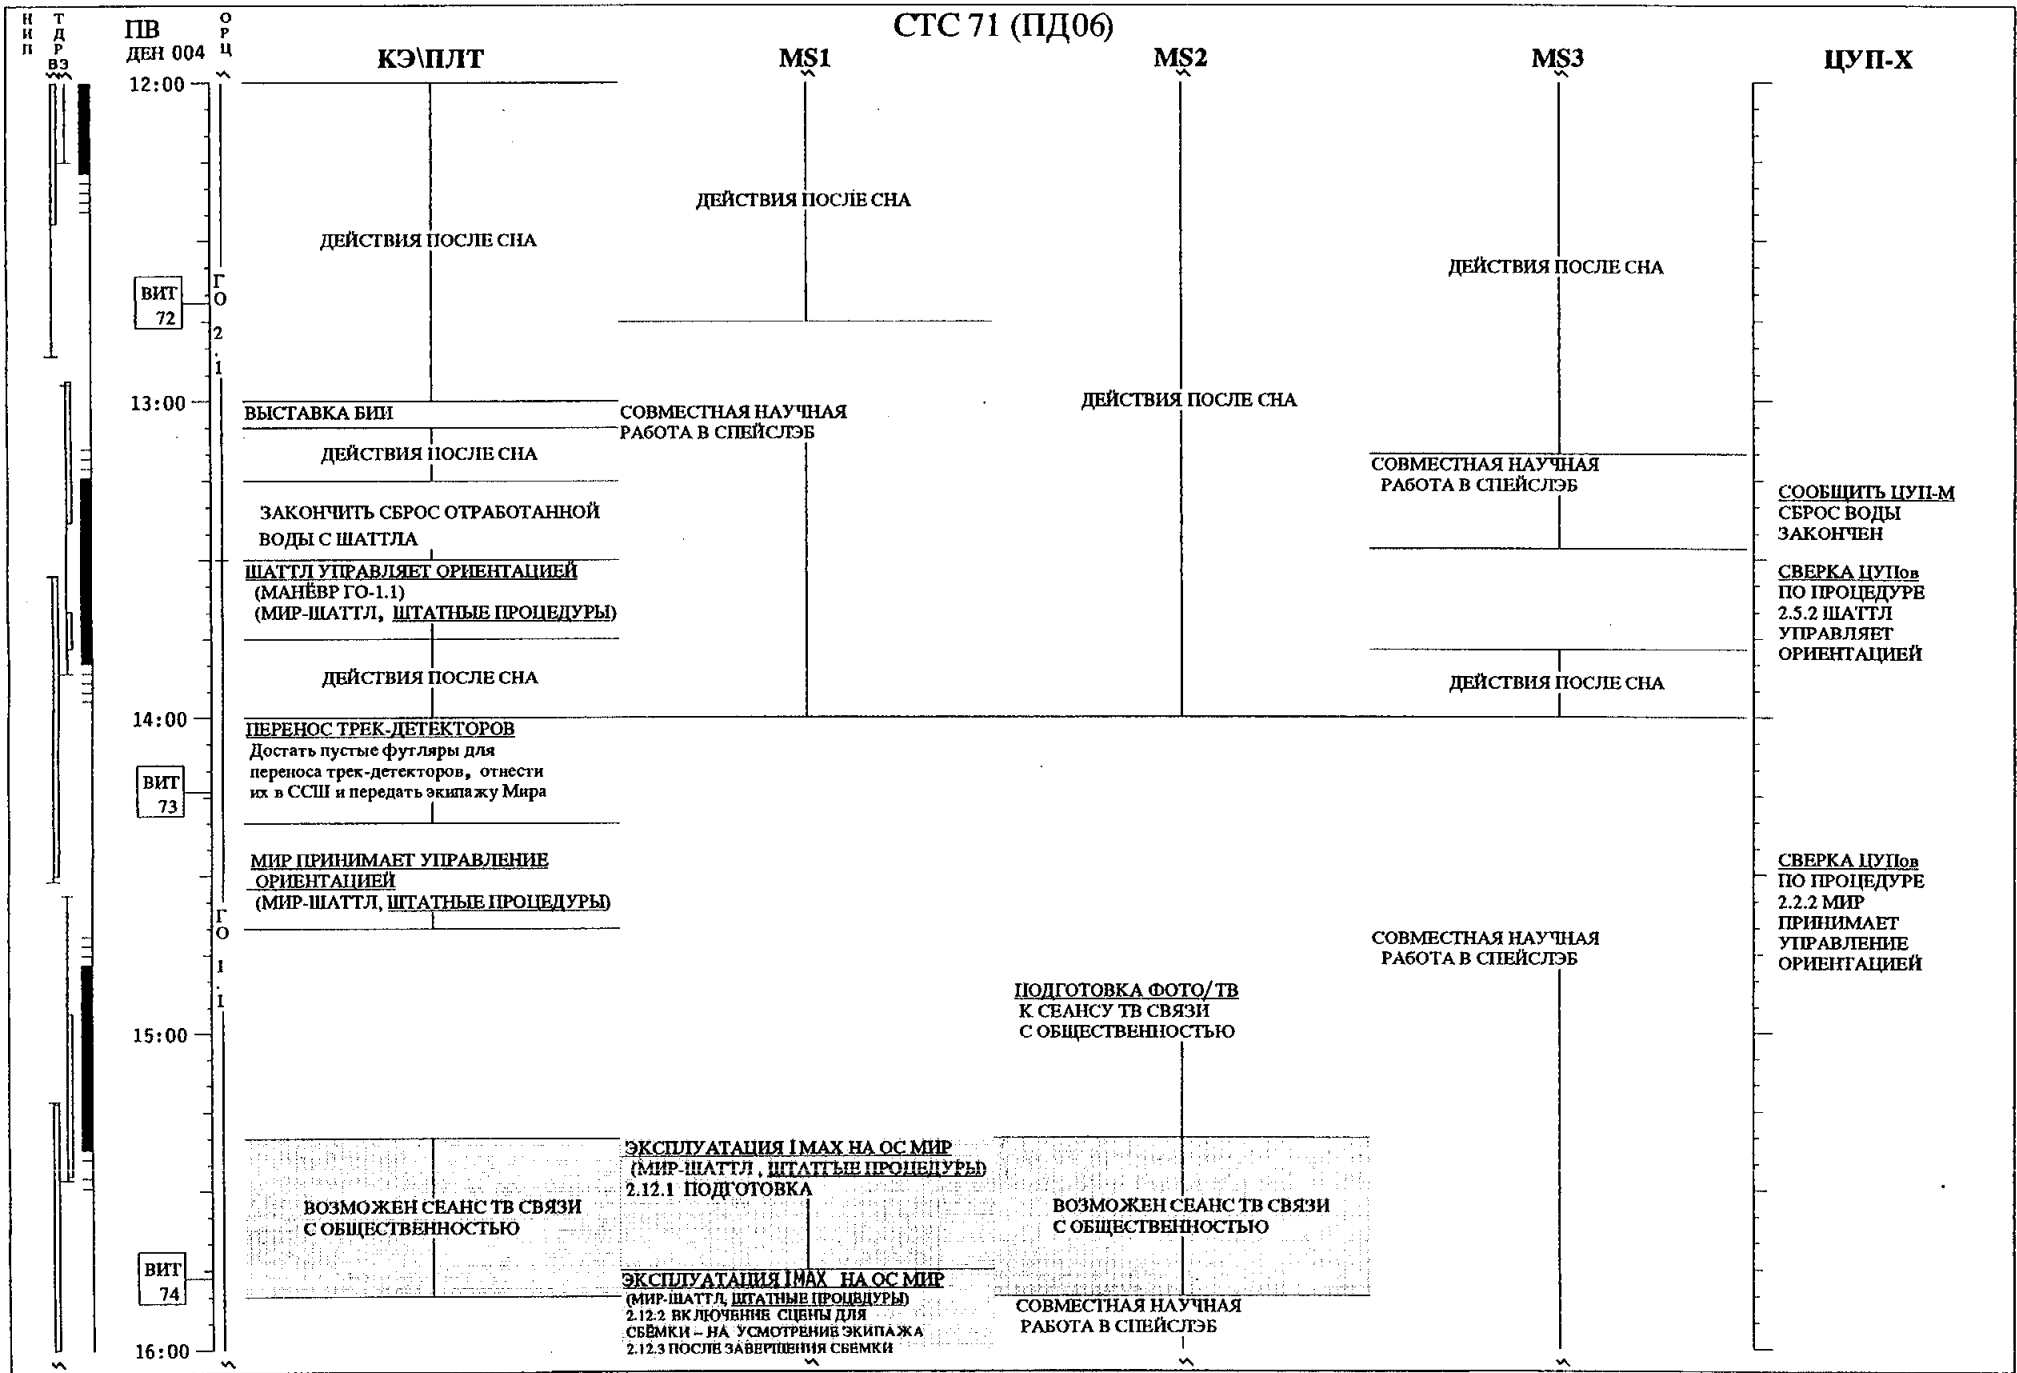 СТС 71 (ПД06)
НИП
ТДР
ВЗ
ПВ
ДЕН 004
ОРЦ
КЭ\ПЛТ
MS1
MS2
MS3
ЦУП-Х
12:00
ДЕЙСТВИЯ ПОСЛЕ СНА
ДЕЙСТВИЯ ПОСЛЕ СНА
ДЕЙСТВИЯ ПОСЛЕ СНА
ВИТ
72
ГО 2.1
13:00
ДЕЙСТВИЯ ПОСЛЕ СНА
ВЫСТАВКА БИИ
СОВМЕСТНАЯ НАУЧНАЯ
РАБОТА В СПЕЙСЛЭБ
ДЕЙСТВИЯ ПОСЛЕ СНА
СОВМЕСТНАЯ НАУЧНАЯ
РАБОТА В СПЕЙСЛЭБ
ЗАКОНЧИТЬ СБРОС ОТРАБОТАННОЙ
ВОДЫ С ШАТТЛА
СООБЩИТЬ ЦУП-М
СБРОС ВОДЫ
ЗАКОНЧЕН
ШАТТЛ УПРАВЛЯЕТ ОРИЕНТАЦИЕЙ
(МАНЁВР ГО-1.1)
(МИР-ШАТТЛ, ШТАТНЫЕ ПРОЦЕДУРЫ)
СВЕРКА ЦУПов
ПО ПРОЦЕДУРЕ
2.5.2 ШАТТЛ
УПРАВЛЯЕТ
ОРИЕНТАЦИЕЙ
ДЕЙСТВИЯ ПОСЛЕ СНА
ДЕЙСТВИЯ ПОСЛЕ СНА
14:00
ПЕРЕНОС ТРЕК-ДЕТЕКТОРОВ
Достать пустые футляры для
переноса трек-детекторов, отнести
их в ССШ и передать экипажу Мира
ВИТ
73
МИР ПРИНИМАЕТ УПРАВЛЕНИЕ
ОРИЕНТАЦИЕЙ
(МИР-ШАТТЛ, ШТАТНЫЕ ПРОЦЕДУРЫ)
СВЕРКА ЦУПов
ПО ПРОЦЕДУРЕ
2.2.2 МИР
ПРИНИМАЕТ
УПРАВЛЕНИЕ
ОРИЕНТАЦИЕЙ
ГО 1.1
СОВМЕСТНАЯ НАУЧНАЯ
РАБОТА В СПЕЙСЛЭБ
ПОДГОТОВКА ФОТО/ТВ
К СЕАНСУ ТВ СВЯЗИ
С ОБЩЕСТВЕННОСТЬЮ
15:00
ЭКСПЛУАТАЦИЯ IMAX НА ОС МИР
(МИР-ШАТТЛ, ШТАТГЫЕ ПРОЦЕДУРЫ)
2.12.1 ПОДГОТОВКА
ВОЗМОЖЕН СЕАНС ТВ СВЯЗИ
С ОБЩЕСТВЕННОСТЬЮ
ВОЗМОЖЕН СЕАНС ТВ СВЯЗИ
С ОБЩЕСТВЕННОСТЬЮ
ВИТ
74
ЭКСПЛУАТАЦИЯ IMAX НА ОС МИР
(МИР-ШАТТЛ, ШТАТНЫЕ ПРОЦЕДУРЫ)
2.12.2 ВКЛЮЧЕНИЕ СЦЕНЫ ДЛЯ
СБЕМКИ – НА УСМОТРЕНИЕ ЭКИПАЖА
2.12.3 ПОСЛЕ ЗАВЕРШЕНИЯ СБЕМКИ
СОВМЕСТНАЯ НАУЧНАЯ
РАБОТА В СПЕЙСЛЭБ
16:00